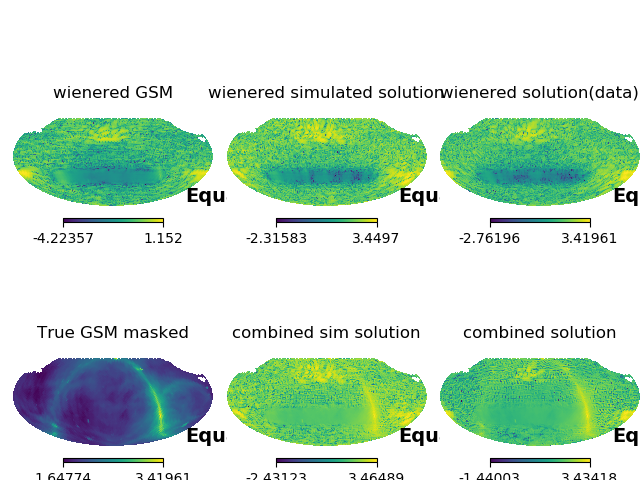 wienered GSM
wienered simulated solution
wienered solution(data)
Equ
Equ
Eq
-4.22357
1.152
-2.31583
3.4497
-2.76196
3.41961
True GSM masked
combined sim solution
combined solution
Equ
Equ
Eq
1.64774
3.41961
-2.43123
3.46489
-1.44003
3.43418